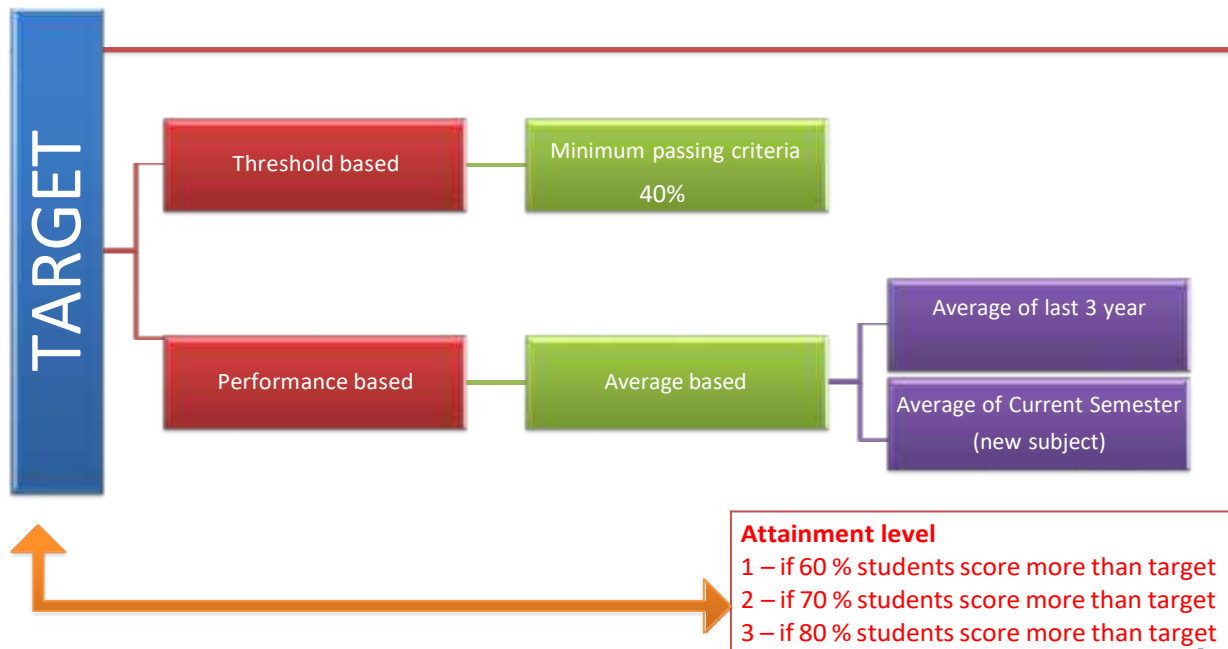 TARGET
Threshold based
Minimum passing criteria
40%
Performance based
Average based
Average of last 3 year
Average of Current Semester
(new subject)
Attainment level
1 – if 60 % students score more than target
2 – if 70 % students score more than target
3 – if 80 % students score more than target